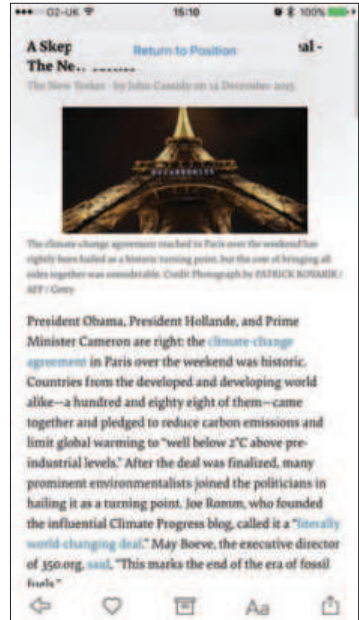 O2-UK 15:10 100%
A Skep Return to Position al -
The Ne
The New Yorker · by John Cassidy on 14 December 2015
DECARBONIZE
The climate change agreement reached in Paris over the weekend has
rightly been hailed as a historic turning point, but the cost of bringing all
sides together was considerable. Credit Photograph by PATRICK KOVARIK /
AFP / Getty
President Obama, President Hollande, and Prime
Minister Cameron are right: the climate-change
agreement in Paris over the weekend was historic.
Countries from the developed and developing world
alike—a hundred and eighty eight of them—came
together and pledged to reduce carbon emissions and
limit global warming to "well below 2°C above pre-
industrial levels." After the deal was finalized, many
prominent environmentalists joined the politicians in
hailing it as a turning point. Joe Romm, who founded
the influential Climate Progress blog, called it a "literally
world-changing deal." May Boeve, the executive director
of 350.org, said, "This marks the end of the era of fossil
fuels."
Aa